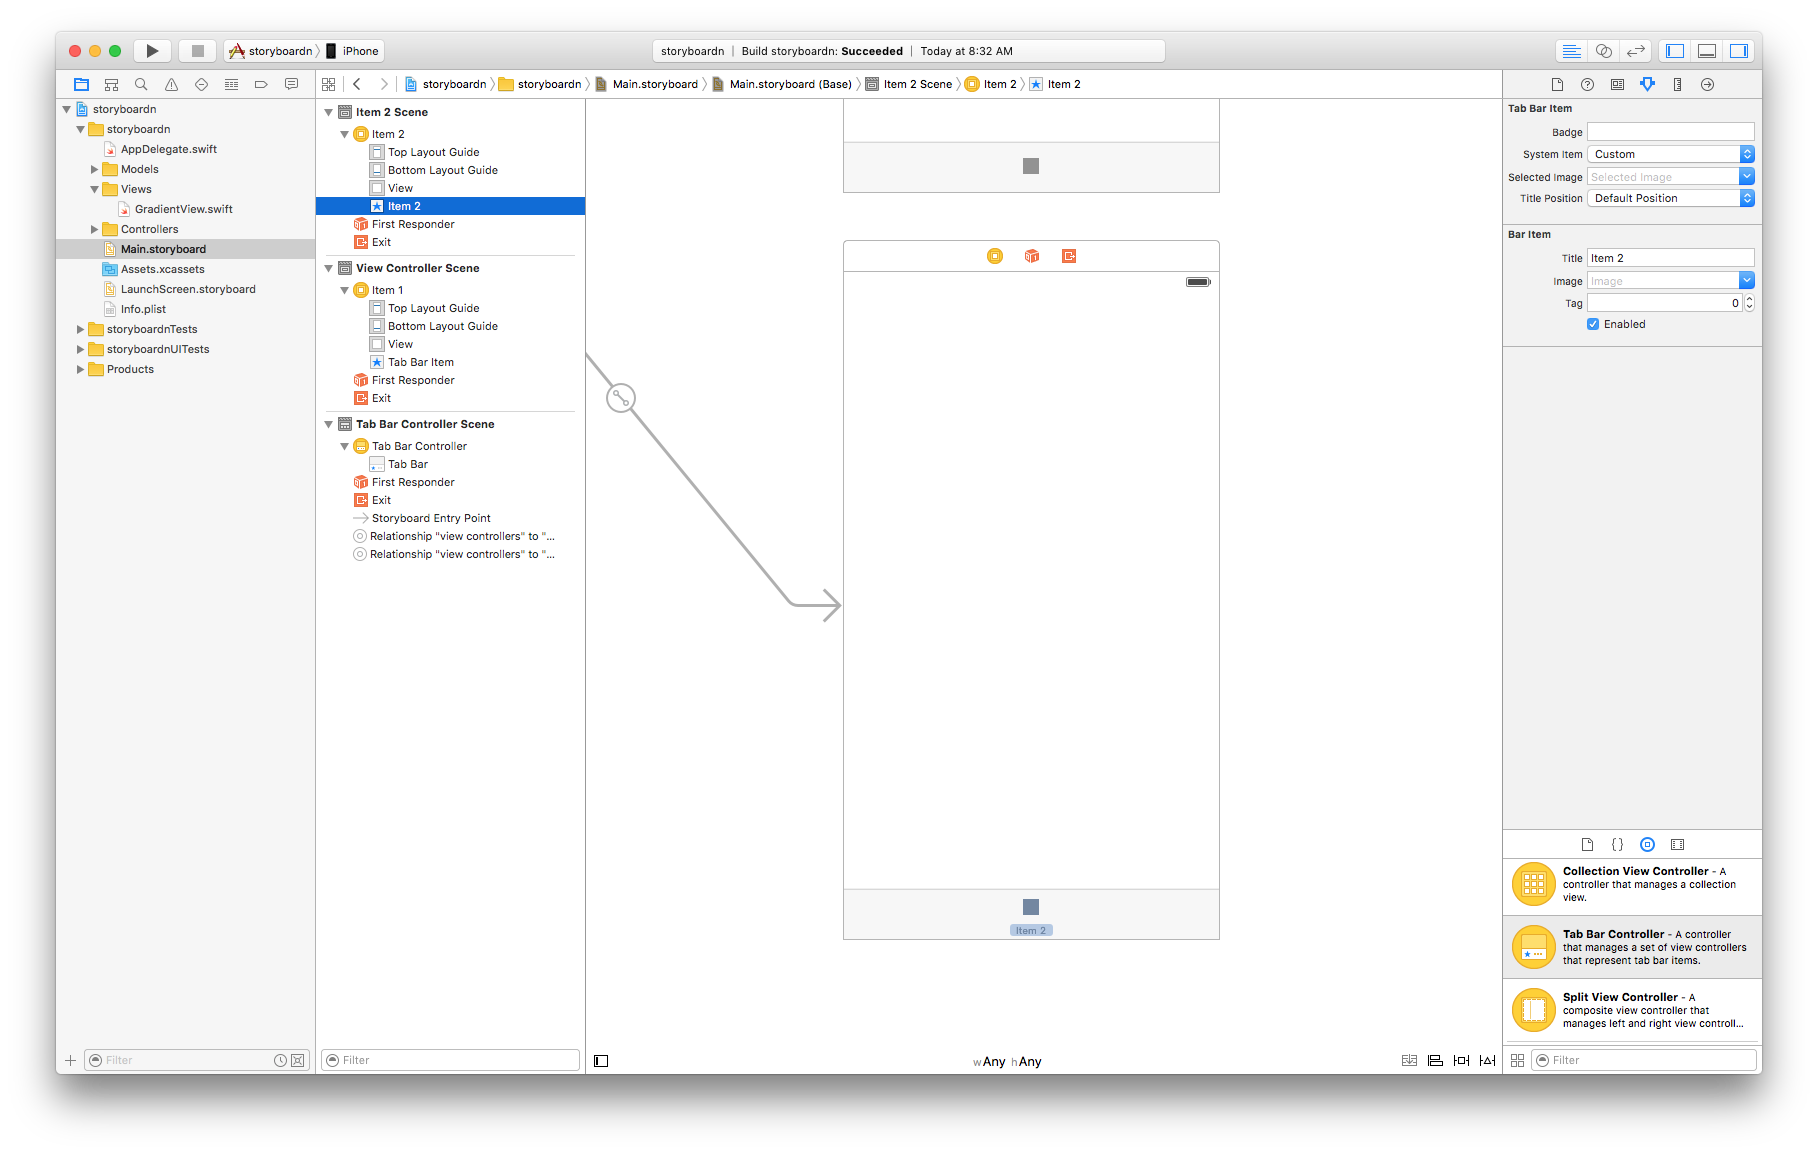 storyboardn
iPhone
storyboardn | Build storyboardn: Succeeded | Today at 8:32 AM
storyboardn
storyboardn
Main.storyboard
Main.storyboard (Base)
Item 2 Scene
Item 2
Item 2
storyboardn
storyboardn
AppDelegate.swift
Models
Views
GradientView.swift
Controllers
Main.storyboard
Assets.xcassets
LaunchScreen.storyboard
Info.plist
storyboardnTests
storyboardnUITests
Products
Filter
Item 2 Scene
Item 2
Top Layout Guide
Bottom Layout Guide
View
Item 2
First Responder
Exit
View Controller Scene
Item 1
Top Layout Guide
Bottom Layout Guide
View
Tab Bar Item
First Responder
Exit
Tab Bar Controller Scene
Tab Bar Controller
Tab Bar
First Responder
Exit
Storyboard Entry Point
Relationship "view controllers" to "...
Relationship "view controllers" to "...
Filter
Item 2
wAny hAny
Tab Bar Item
Badge
System Item Custom
Selected Image Selected Image
Title Position Default Position
Bar Item
Title Item 2
Image Image
Tag 0
Enabled
Collection View Controller - A
controller that manages a collection
view.
Tab Bar Controller - A controller
that manages a set of view controllers
that represent tab bar items.
Split View Controller - A
composite view controller that
manages left and right view controll...
Filter